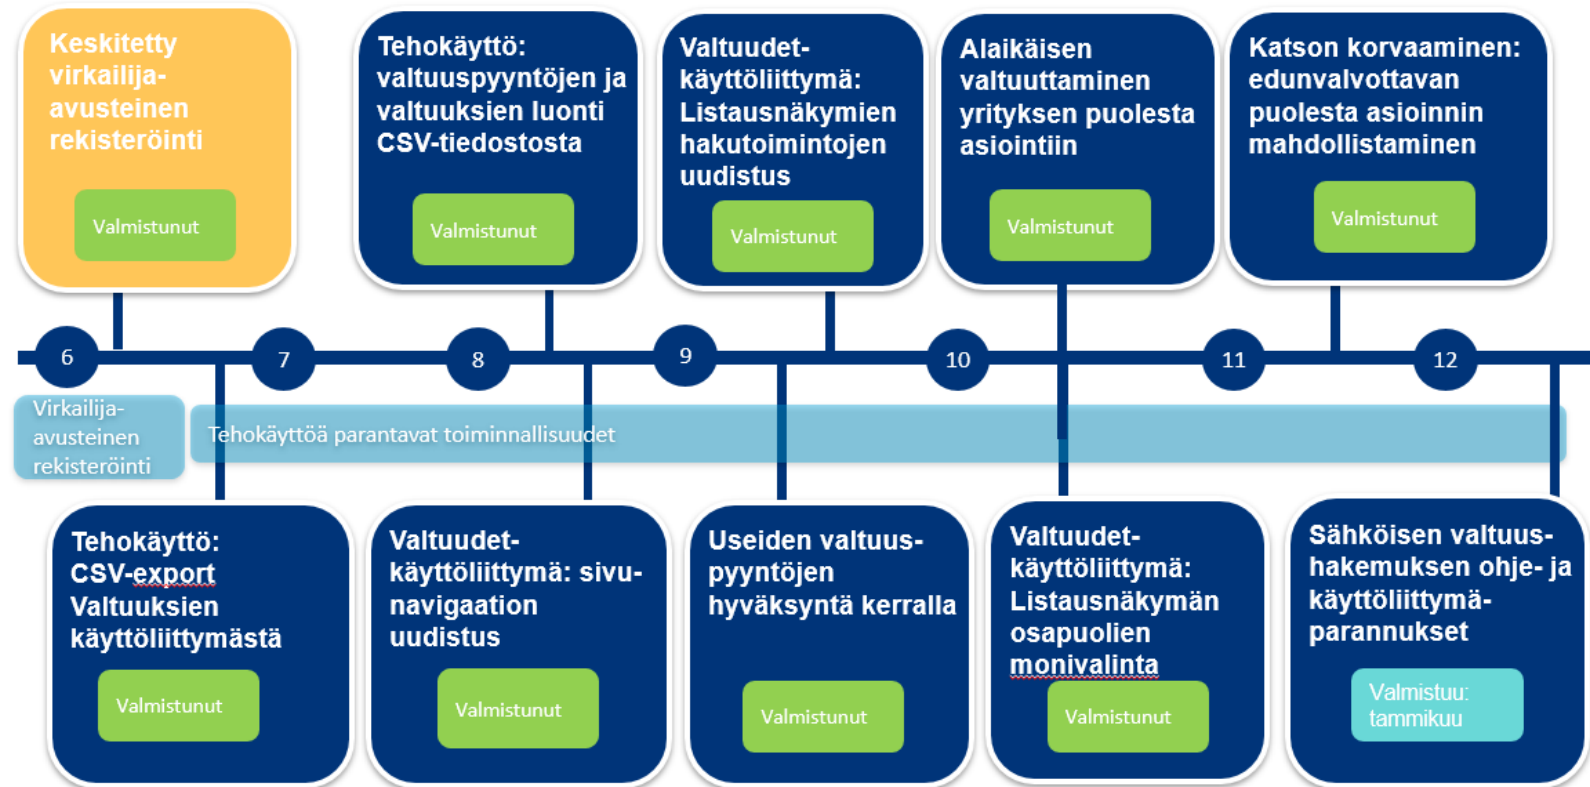 Keskitetty
virkailija-
avusteinen
rekisteröinti
Valmistunut
Tehokäyttö:
valtuuspyyntöjen ja
valtuuksien luonti
CSV-tiedostosta
Valmistunut
Valtuudet-
käyttöliittymä:
Listausnäkymien
hakutoimintojen
uudistus
Valmistunut
Alaikäisen
valtuuttaminen
yrityksen puolesta
asiointiin
Valmistunut
Katson korvaaminen:
edunvalvottavan
puolesta asioinnin
mahdollistaminen
Valmistunut
6
7
8
9
10
11
12
Virkailija-
avusteinen
rekisteröinti
Tehokäyttöä parantavat toiminnallisuudet
Tehokäyttö:
CSV-export
Valtuuksien
käyttöliittymästä
Valmistunut
Valtuudet-
käyttöliittymä: sivu-
navigaation
uudistus
Valmistunut
Useiden valtuus-
pyyntöjen
hyväksyntä kerralla
Valmistunut
Valtuudet-
käyttöliittymä:
Listausnäkymän
osapuolien
monivalinta
Valmistunut
Sähköisen valtuus-
hakemuksen ohje- ja
käyttöliittymä-
parannukset
Valmistuu:
tammikuu